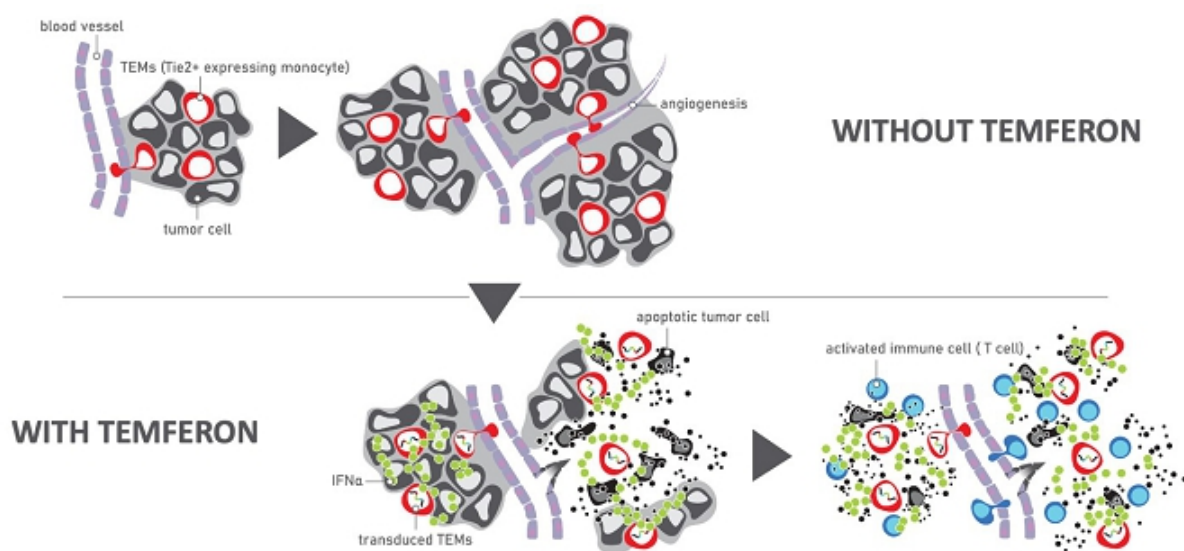 blood vessel
TEMs (Tie2+ expressing monocyte)
tumor cell
angiogenesis
WITHOUT TEMFERON
WITH TEMFERON
apoptotic tumor cell
IFNα
transduced TEMs
activated immune cell ( T cell)